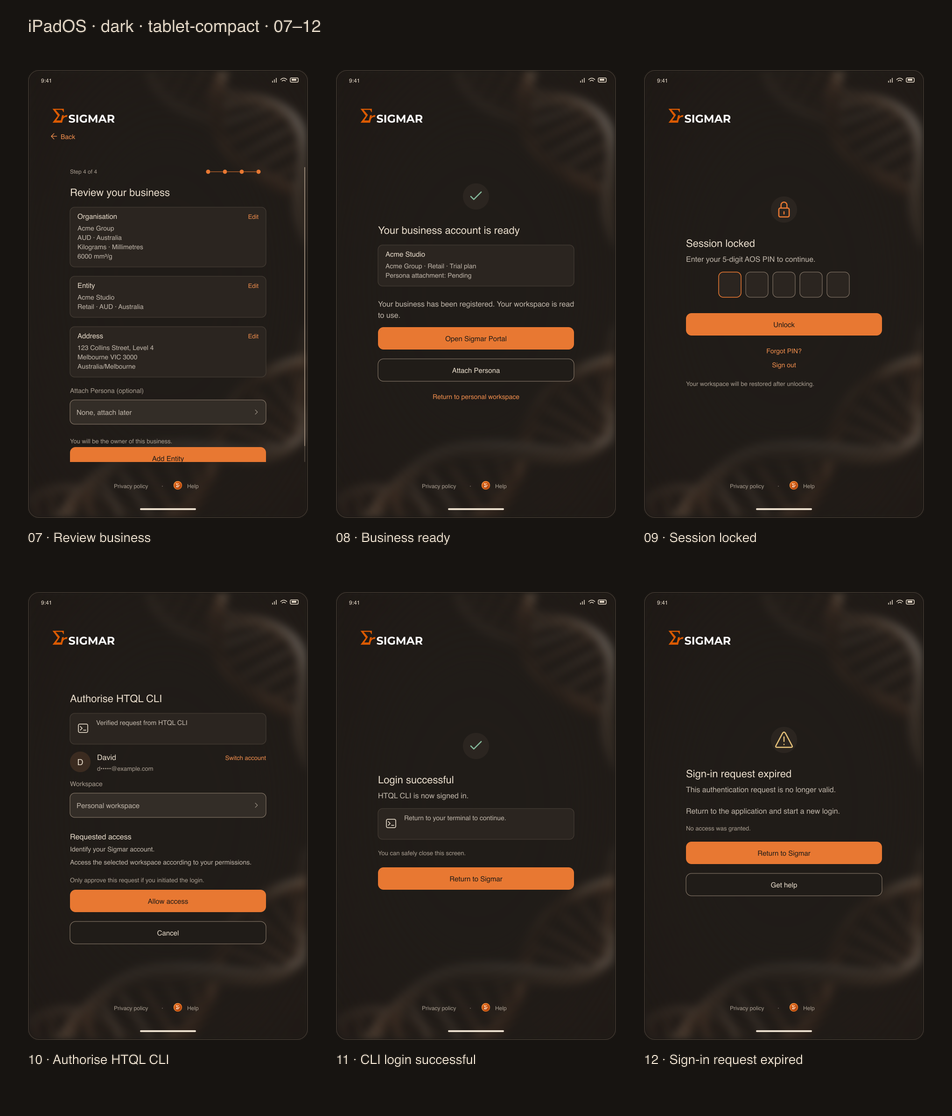 iPadOS · dark · tablet-compact · 07–12
9:41
SIGMAR
Back
Step 4 of 4
Review your business
Organisation Edit
Acme Group
AUD · Australia
Kilograms · Millimetres
6000 mm²/g
Entity Edit
Acme Studio
Retail · AUD · Australia
Address Edit
123 Collins Street, Level 4
Melbourne VIC 3000
Australia/Melbourne
Attach Persona (optional)
None, attach later
You will be the owner of this business.
Add Entity
Privacy policy · Help
07 · Review business
9:41
SIGMAR
Your business account is ready
Acme Studio
Acme Group · Retail · Trial plan
Persona attachment: Pending
Your business has been registered. Your workspace is read
to use.
Open Sigmar Portal
Attach Persona
Return to personal workspace
Privacy policy · Help
08 · Business ready
9:41
SIGMAR
Session locked
Enter your 5-digit AOS PIN to continue.
Unlock
Forgot PIN?
Sign out
Your workspace will be restored after unlocking.
Privacy policy · Help
09 · Session locked
9:41
SIGMAR
Authorise HTQL CLI
Verified request from HTQL CLI
D
David Switch account
d•••••@example.com
Workspace
Personal workspace
Requested access
Identify your Sigmar account.
Access the selected workspace according to your permissions.
Only approve this request if you initiated the login.
Allow access
Cancel
Privacy policy · Help
10 · Authorise HTQL CLI
9:41
SIGMAR
Login successful
HTQL CLI is now signed in.
Return to your terminal to continue.
You can safely close this screen.
Return to Sigmar
Privacy policy · Help
11 · CLI login successful
9:41
SIGMAR
Sign-in request expired
This authentication request is no longer valid.
Return to the application and start a new login.
No access was granted.
Return to Sigmar
Get help
Privacy policy · Help
12 · Sign-in request expired